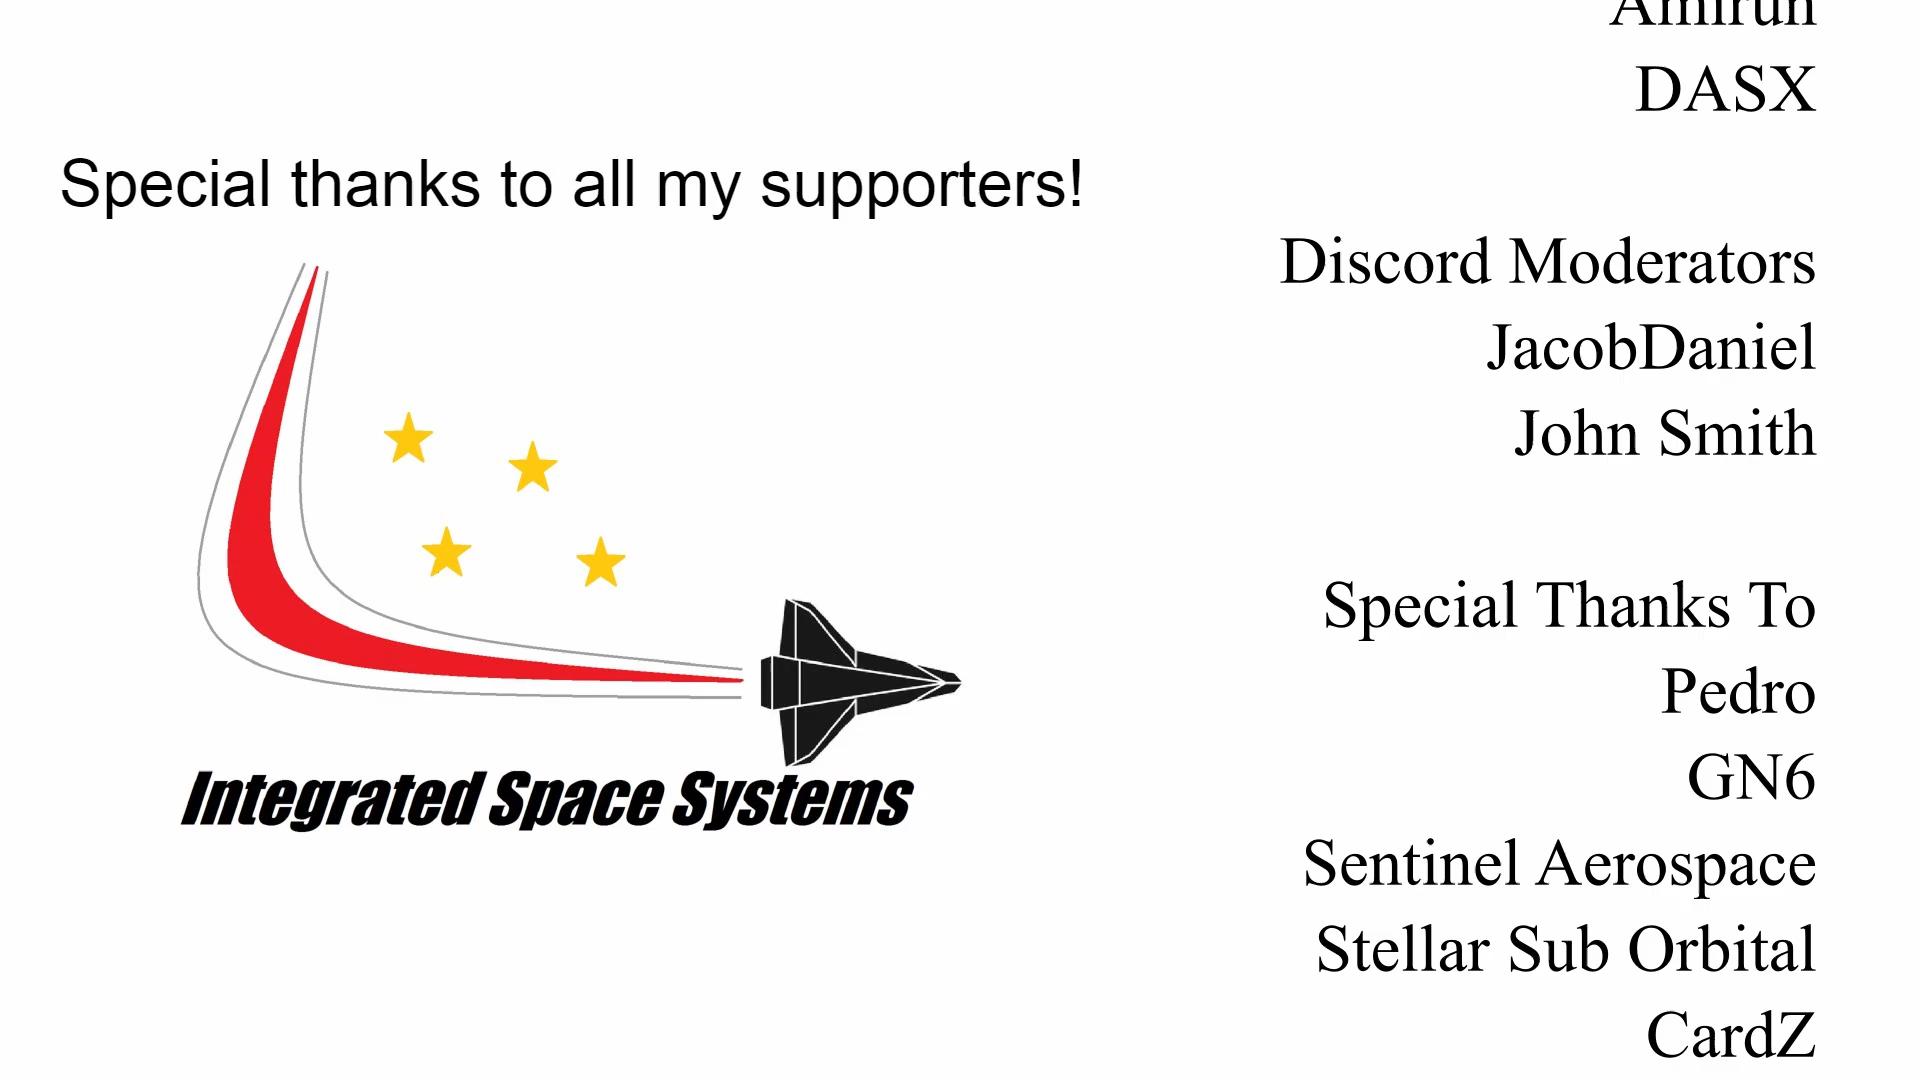 Special thanks to all my supporters!
Integrated Space Systems
Amirun
DASX
Discord Moderators
JacobDaniel
John Smith
Special Thanks To
Pedro
GN6
Sentinel Aerospace
Stellar Sub Orbital
CardZ